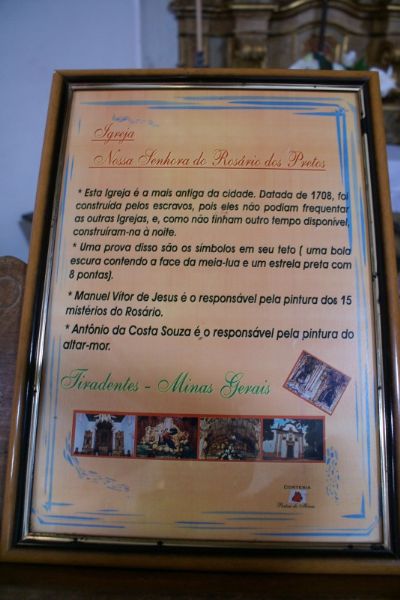 Igreja
Nossa Senhora do Rosário dos Pretos
* Esta Igreja é a mais antiga da cidade. Datada de 1708, foi
construída pelos escravos, pois eles não podiam frequentar
as outras Igrejas, e, como não tinham outro tempo disponível,
construíram-na à noite.
* Uma prova disso são os símbolos em seu teto ( uma bola
escura contendo a face da meia-lua e um estrela preta com
8 pontas).
* Manuel Vítor de Jesus é o responsável pela pintura dos 15
mistérios do Rosário.
* Antônio da Costa Souza é o responsável pela pintura do
altar-mor.
Tiradentes - Minas Gerais
CORTESIA